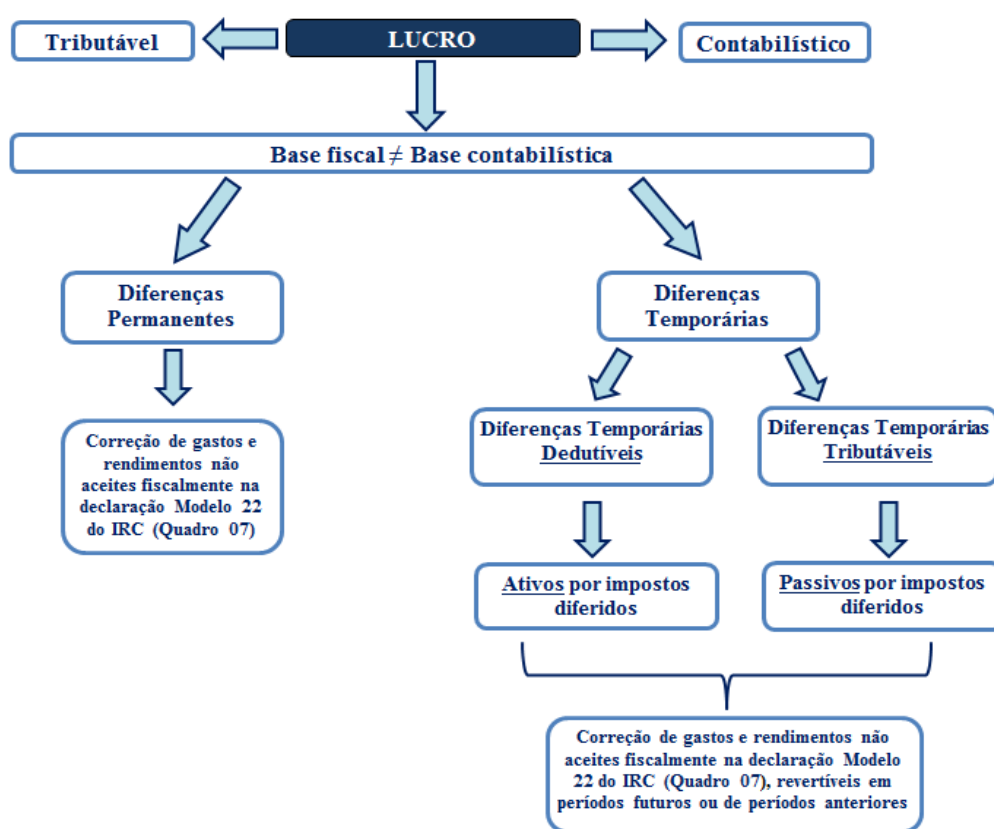 Tributável
LUCRO
Contabilístico
Base fiscal ≠ Base contabilística
Diferenças
Permanentes
Diferenças
Temporárias
Correção de gastos e
rendimentos não
aceites fiscalmente na
declaração Modelo 22
do IRC (Quadro 07)
Diferenças Temporárias
Dedutíveis
Diferenças Temporárias
Tributáveis
Ativos por impostos
diferidos
Passivos por impostos
diferidos
Correção de gastos e rendimentos não
aceites fiscalmente na declaração Modelo
22 do IRC (Quadro 07), revertíveis em
períodos futuros ou de períodos anteriores